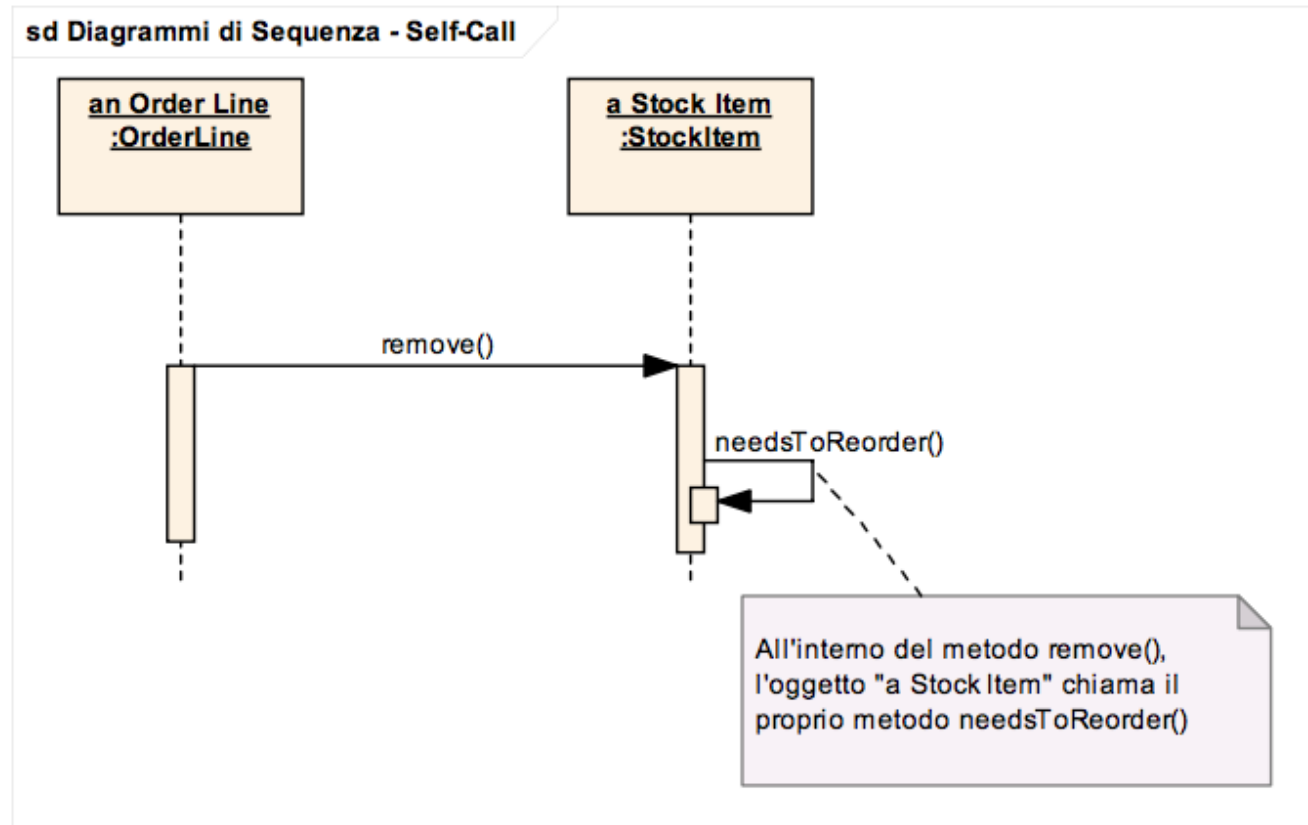 sd Diagrammi di Sequenza - Self-Call
an Order Line
:OrderLine
a Stock Item
:StockItem
remove()
needsToReorder()
All'interno del metodo remove(),
l'oggetto "a Stock Item" chiama il
proprio metodo needsToReorder()